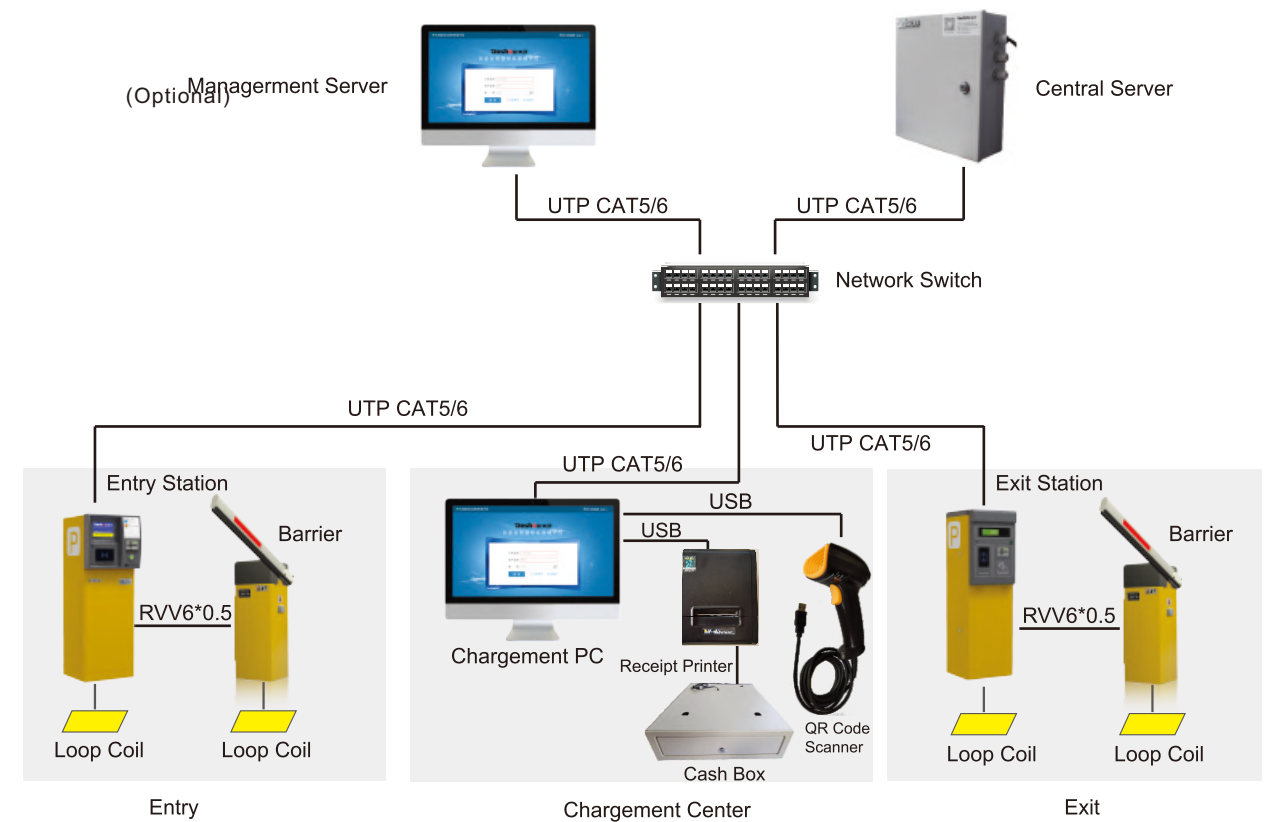 Managerment Server
(Optional)
Central Server
UTP CAT5/6
UTP CAT5/6
Network Switch
UTP CAT5/6
UTP CAT5/6
UTP CAT5/6
Entry Station
Barrier
RVV6*0.5
Loop Coil
Loop Coil
Entry
USB
USB
Chargement PC
Receipt Printer
QR Code
Scanner
Cash Box
Chargement Center
Exit Station
Barrier
RVV6*0.5
Loop Coil
Loop Coil
Exit
P
P